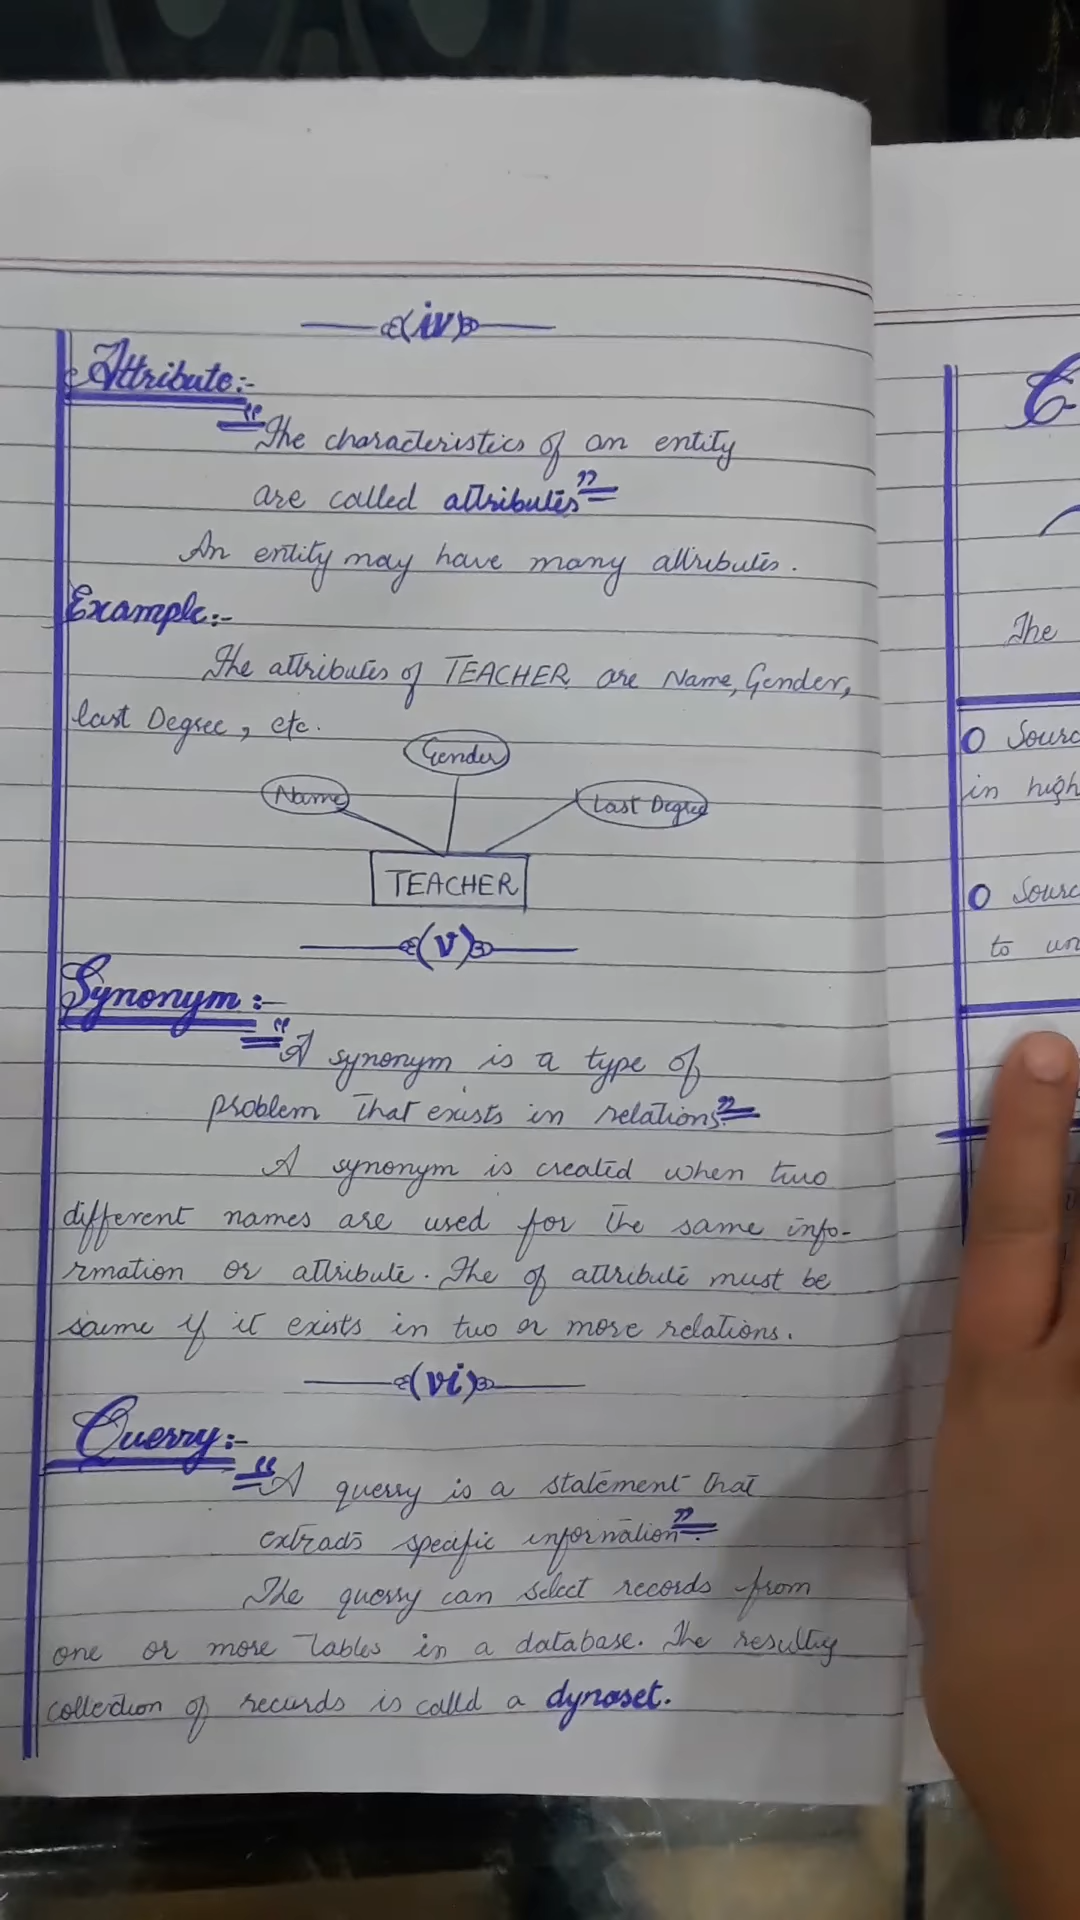 (iv)
Attribute:-
"The characteristics of an entity
are called attributes"
An entity may have many attributes.
Example:-
The attributes of TEACHER are Name, Gender,
last Degree, etc.
Gender
Name
Last Degree
TEACHER
(v)
Synonym:-
"A synonym is a type of
problem that exists in relations."
A synonym is created when two
different names are used for the same info-
rmation or attribute. The of attribute must be
same if it exists in two or more relations.
(vi)
Querry:-
"A querry is a statement that
extracts specific information".
The querry can select records from
one or more tables in a database. The resulty
collection of records is calld a dynaset.
The
Sourc
in high
Sourc
to un